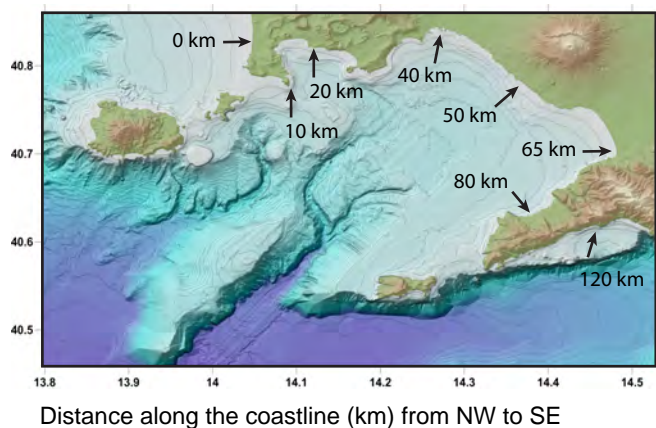 0 km
40.8
40 km
20 km
50 km
10 km
40.7
65 km
80 km
40.6
120 km
40.5
13.8 13.9 14 14.1 14.2 14.3 14.4 14.5
Distance along the coastline (km) from NW to SE